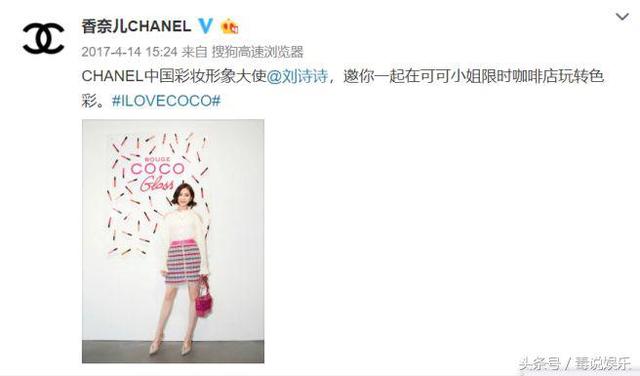 香奈儿CHANEL
2017-4-14 15:24 来自 搜狗高速浏览器
CHANEL中国彩妆形象大使@刘诗诗，邀你一起在可可小姐限时咖啡店玩转色
彩。#ILOVECOCO#
ROUGE
COCO
Gloss
头条号 / 毒说娱乐